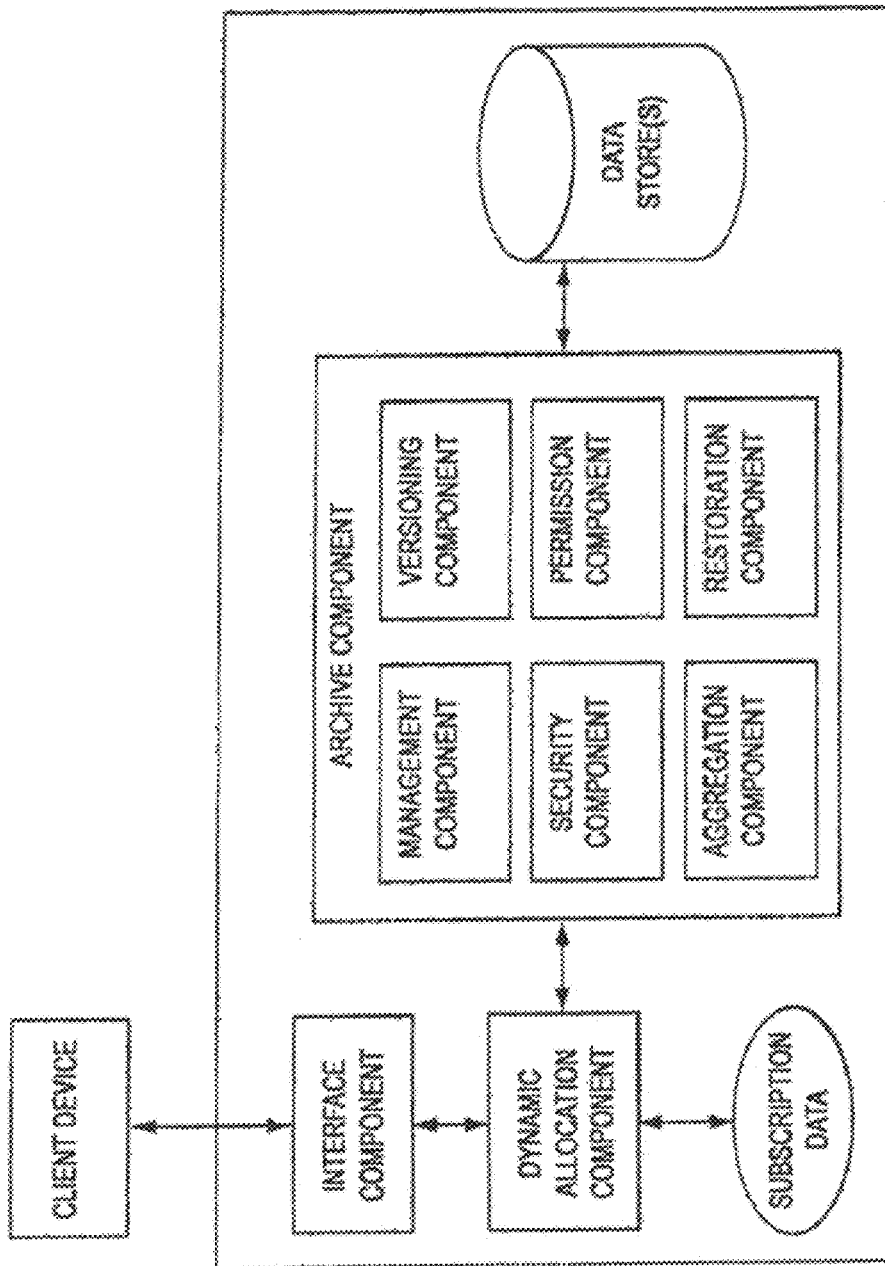 CLIENT DEVICE
INTERFACE
COMPONENT
DYNAMIC
ALLOCATION
COMPONENT
SUBSCRIPTION
DATA
ARCHIVE COMPONENT
MANAGEMENT
COMPONENT
VERSIONING
COMPONENT
SECURITY
COMPONENT
PERMISSION
COMPONENT
AGGREGATION
COMPONENT
RESTORATION
COMPONENT
DATA
STORE(S)